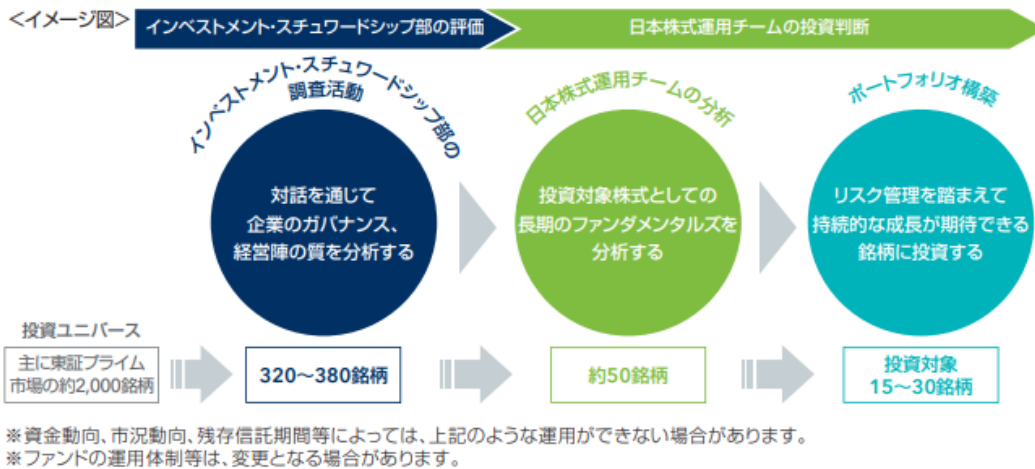 <イメージ図>
インベストメント・スチュワードシップ部の評価
日本株式運用チームの投資判断
インベストメント・スチュワードシップ部の
調査活動
日本株式運用チームの分析
ポートフォリオ構築
対話を通じて
企業のガバナンス、
経営陣の質を分析する
投資対象株式としての
長期のファンダメンタルズを
分析する
リスク管理を踏まえて
持続的な成長が期待できる
銘柄に投資する
投資ユニバース
主に東証プライム
市場の約2,000銘柄
320〜380銘柄
約50銘柄
投資対象
15〜30銘柄
※資金動向、市況動向、残存信託期間等によっては、上記のような運用ができない場合があります。
※ファンドの運用体制等は、変更となる場合があります。